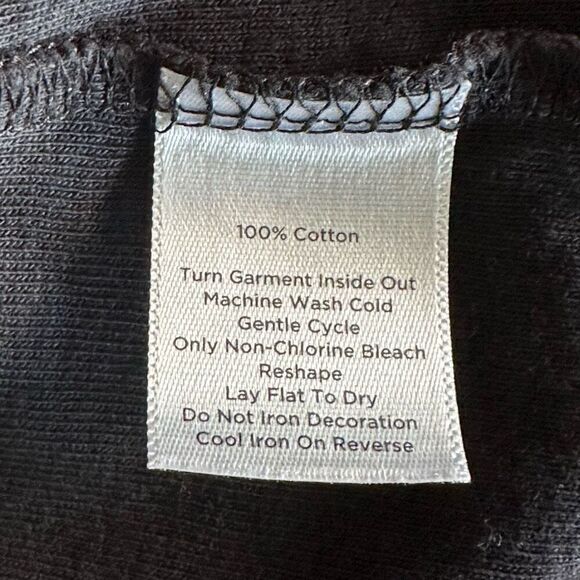 100% Cotton
Turn Garment Inside Out
Machine Wash Cold
Gentle Cycle
Only Non-Chlorine Bleach
Reshape
Lay Flat To Dry
Do Not Iron Decoration
Cool Iron On Reverse